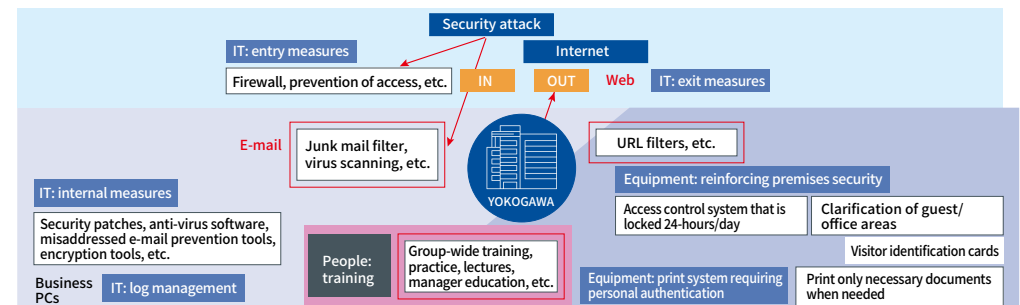 Security attack
IT: entry measures
Internet
Firewall, prevention of access, etc.
IN
OUT
Web
IT: exit measures
E-mail
Junk mail filter,
virus scanning, etc.
URL filters, etc.
YOKOGAWA
IT: internal measures
Security patches, anti-virus software,
misaddressed e-mail prevention tools,
encryption tools, etc.
Business
PCs
IT: log management
People:
training
Group-wide training,
practice, lectures,
manager education, etc.
Equipment: reinforcing premises security
Access control system that is
locked 24-hours/day
Clarification of guest/
office areas
Visitor identification cards
Equipment: print system requiring
personal authentication
Print only necessary documents
when needed